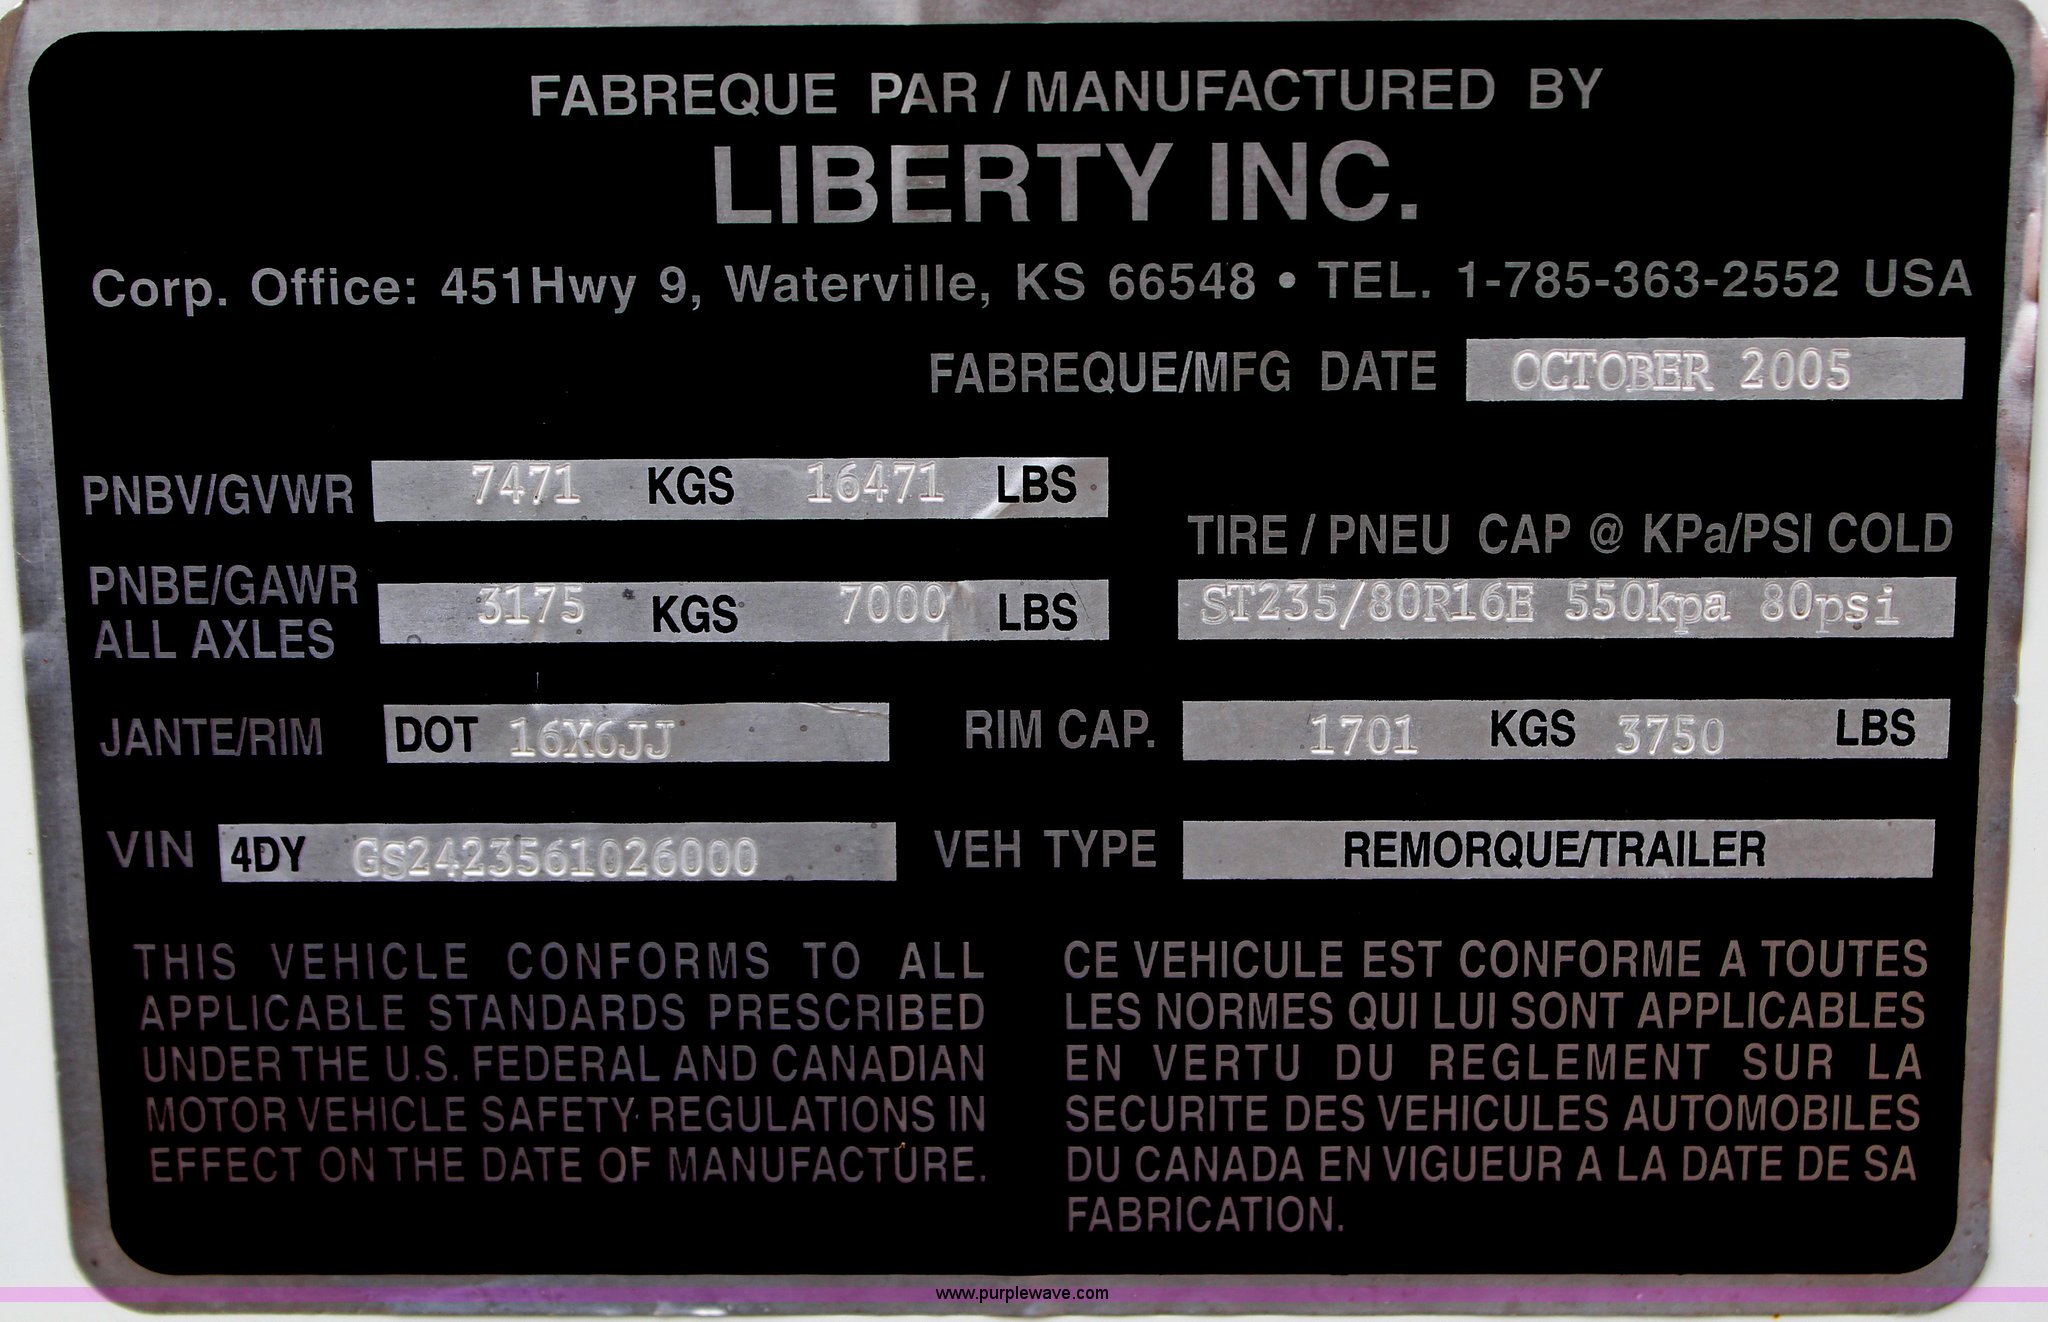 FABREQUE PAR / MANUFACTURED BY
LIBERTY INC.
Corp. Office: 451Hwy 9, Waterville, KS 66548 • TEL. 1-785-363-2552 USA
FABREQUE/MFG DATE OCTOBER 2005
PNBV/GVWR 7471 KGS 16471 LBS
TIRE / PNEU CAP @ KPa/PSI COLD
PNBE/GAWR
ALL AXLES 3175 KGS 7000 LBS ST235/80R16E 550kpa 80psi
JANTE/RIM DOT 16X6JJ RIM CAP. 1701 KGS 3750 LBS
VIN 4DY GS2423561026000 VEH TYPE REMORQUE/TRAILER
THIS VEHICLE CONFORMS TO ALL
APPLICABLE STANDARDS PRESCRIBED
UNDER THE U.S. FEDERAL AND CANADIAN
MOTOR VEHICLE SAFETY REGULATIONS IN
EFFECT ON THE DATE OF MANUFACTURE.
CE VEHICULE EST CONFORME A TOUTES
LES NORMES QUI LUI SONT APPLICABLES
EN VERTU DU REGLEMENT SUR LA
SECURITE DES VEHICULES AUTOMOBILES
DU CANADA EN VIGUEUR A LA DATE DE SA
FABRICATION.
www.purplewave.com